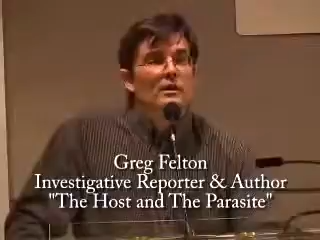 Greg Felton
Investigative Reporter & Author
"The Host and The Parasite"